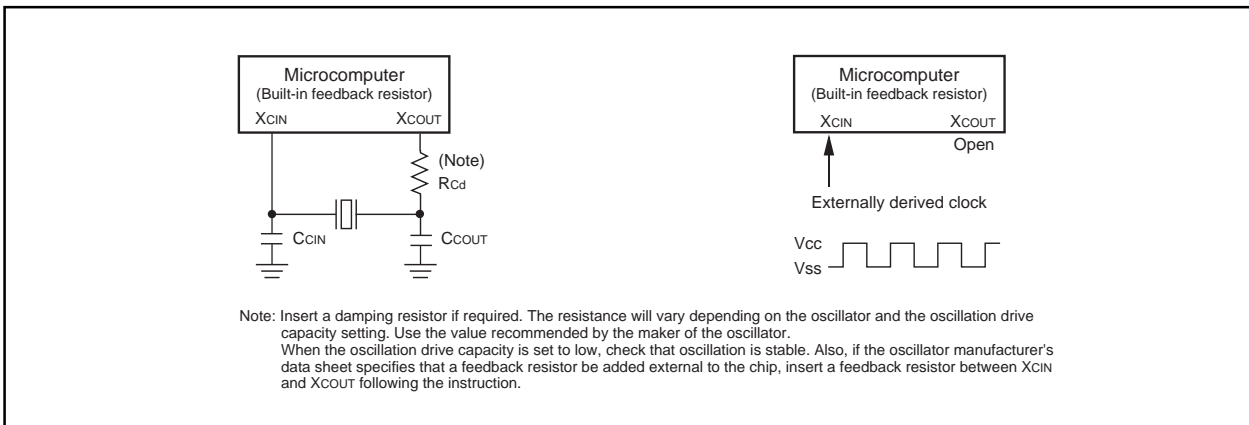 Microcomputer
(Built-in feedback resistor)
XCIN XCOUT
(Note)
RCd
CCIN CCOUT
Microcomputer
(Built-in feedback resistor)
XCIN XCOUT
Open
Externally derived clock
Vcc
Vss
Note: Insert a damping resistor if required. The resistance will vary depending on the oscillator and the oscillation drive
capacity setting. Use the value recommended by the maker of the oscillator.
When the oscillation drive capacity is set to low, check that oscillation is stable. Also, if the oscillator manufacturer's
data sheet specifies that a feedback resistor be added external to the chip, insert a feedback resistor between XCIN
and XCOUT following the instruction.